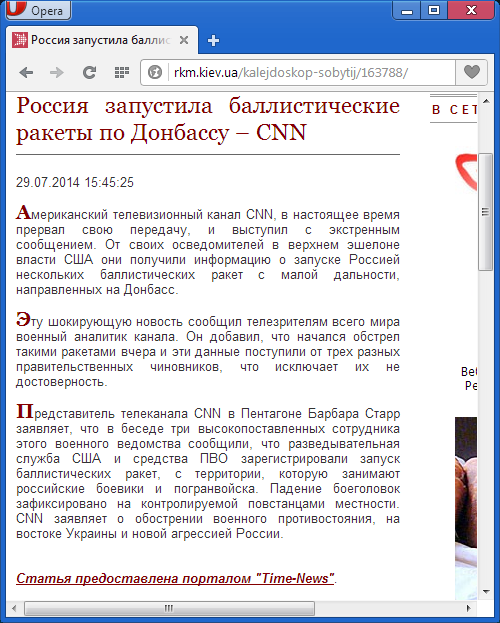 Opera
Россия запустила баллис
rkm.kiev.ua/kalejdoskop-sobytij/163788/
Россия запустила баллистические
ракеты по Донбассу – CNN
В СЕТ
29.07.2014 15:45:25
Американский телевизионный канал CNN, в настоящее время
прервал свою передачу, и выступил с экстренным
сообщением. От своих осведомителей в верхнем эшелоне
власти США они получили информацию о запуске Россией
нескольких баллистических ракет с малой дальности,
направленных на Донбасс.
Эту шокирующую новость сообщил телезрителям всего мира
военный аналитик канала. Он добавил, что начался обстрел
такими ракетами вчера и эти данные поступили от трех разных
правительственных чиновников, что исключает их не
достоверность.
Веб
Ре
Представитель телеканала CNN в Пентагоне Барбара Старр
заявляет, что в беседе три высокопоставленных сотрудника
этого военного ведомства сообщили, что разведывательная
служба США и средства ПВО зарегистрировали запуск
баллистических ракет, с территории, которую занимают
российские боевики и погранвойска. Падение боеголовок
зафиксировано на контролируемой повстанцами местности.
CNN заявляет о обострении военного противостояния, на
востоке Украины и новой агрессией России.
Статья предоставлена порталом "Time-News".